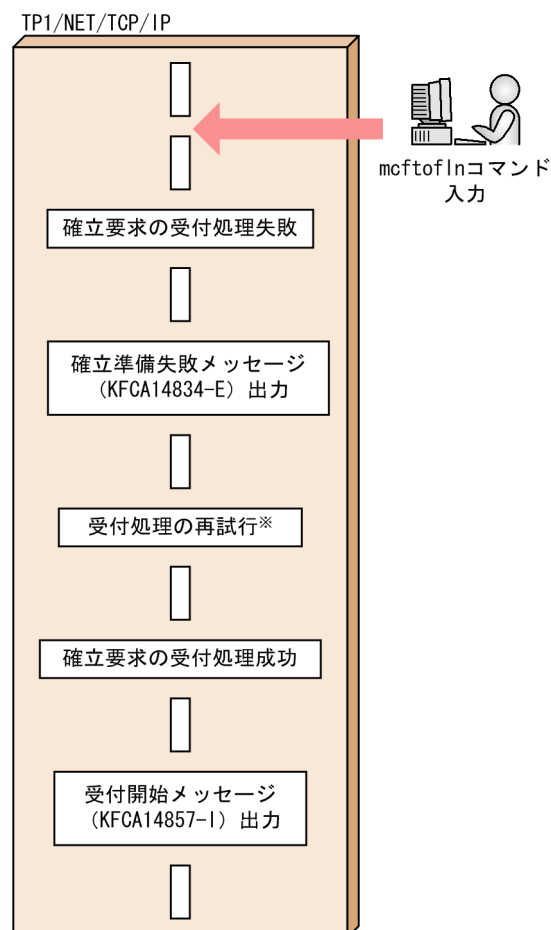 TP1/NET/TCP/IP
mcftoflnコマンド
入力
確立要求の受付処理失敗
確立準備失敗メッセージ
(KFCA14834-E)出力
受付処理の再試行※
確立要求の受付処理成功
受付開始メッセージ
(KFCA14857-I)出力